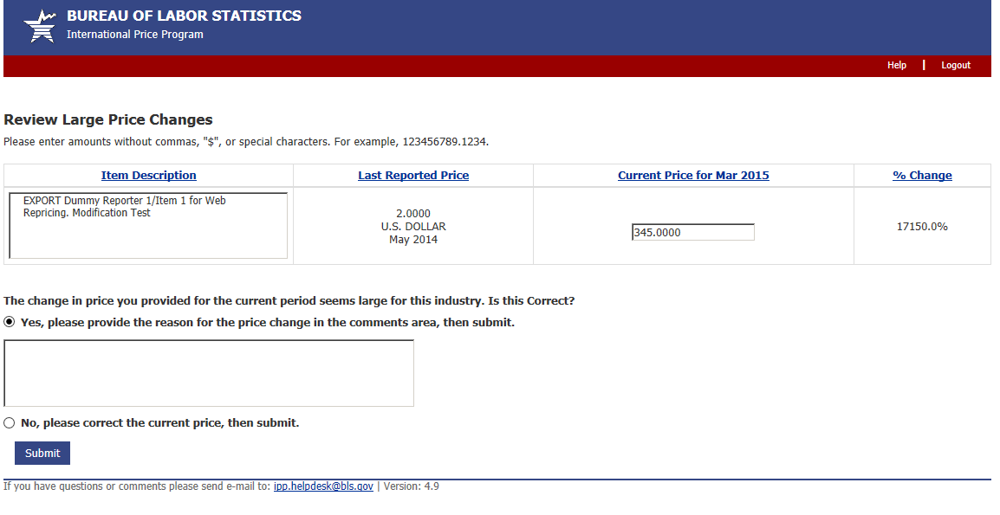 BUREAU OF LABOR STATISTICS
International Price Program
Help | Logout
Review Large Price Changes
Please enter amounts without commas, "$", or special characters. For example, 123456789.1234.
Item Description Last Reported Price Current Price for Mar 2015 % Change
EXPORT Dummy Reporter 1/Item 1 for Web
Repricing. Modification Test
2.0000
U.S. DOLLAR
May 2014
345.0000
17150.0%
The change in price you provided for the current period seems large for this industry. Is this Correct?
Yes, please provide the reason for the price change in the comments area, then submit.
No, please correct the current price, then submit.
Submit
If you have questions or comments please send e-mail to: ipp.helpdesk@bls.gov | Version: 4.9